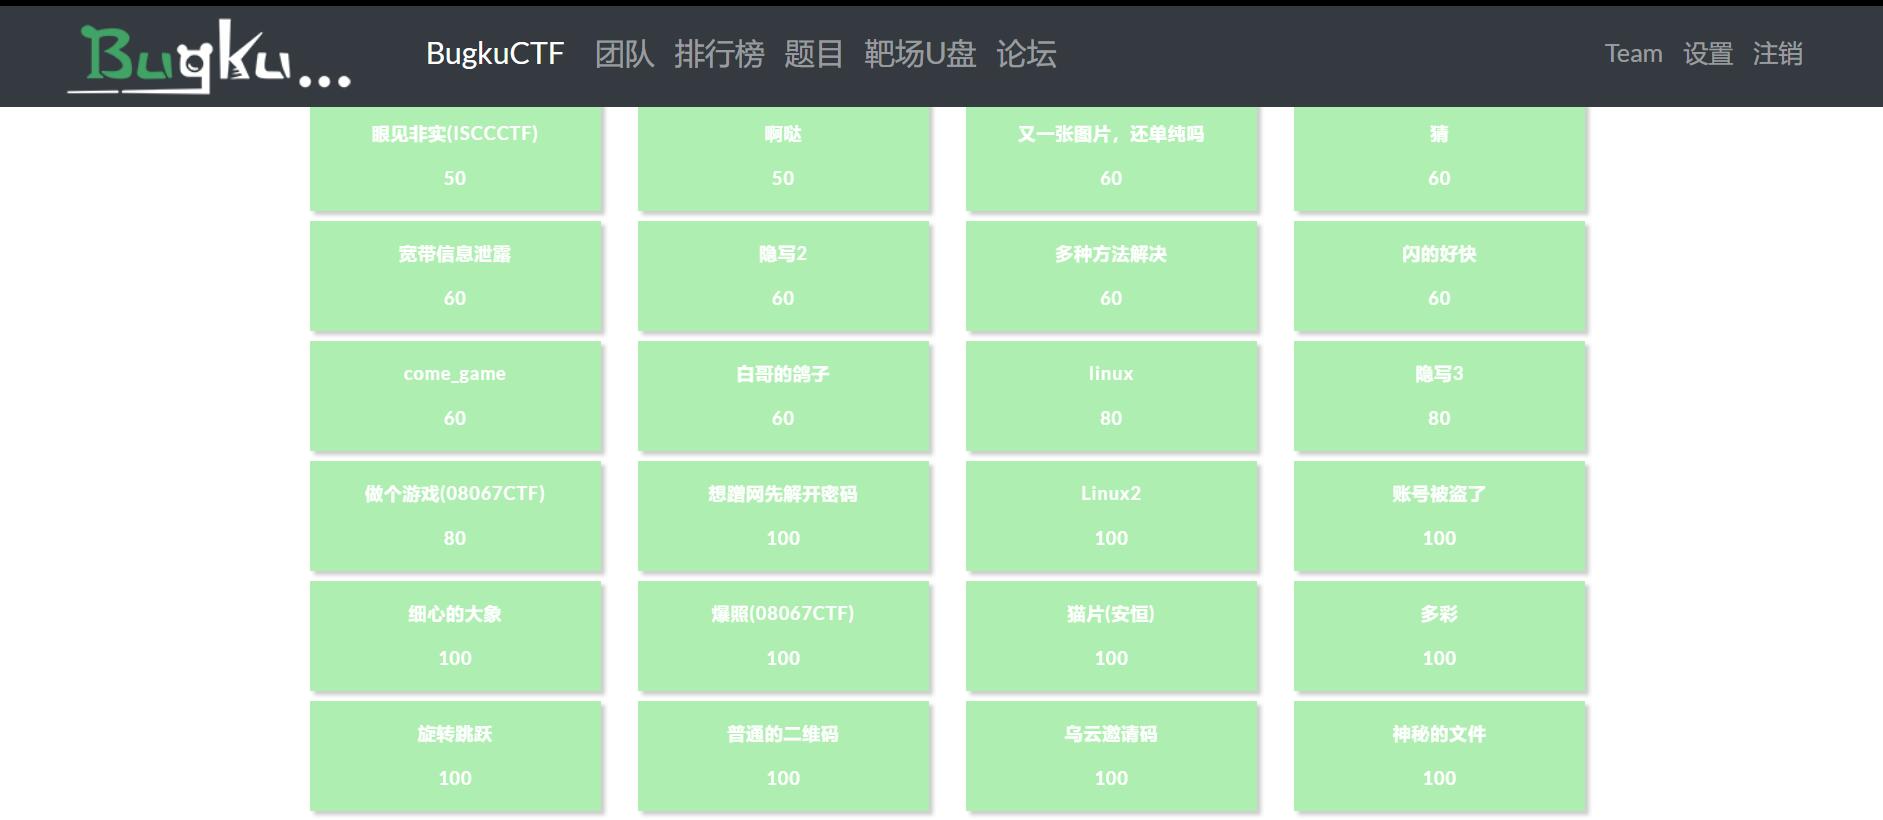 Bugku...
BugkuCTF 团队 排行榜 题目 靶场U盘 论坛 Team 设置 注销
眼见非实(ISCCCTF) 啊哒 又一张图片，还单纯吗 猜
50 50 60 60
宽带信息泄露 隐写2 多种方法解决 闪的好快
60 60 60 60
come_game 白哥的鸽子 linux 隐写3
60 60 80 80
做个游戏(08067CTF) 想蹭网先解开密码 Linux2 账号被盗了
80 100 100 100
细心的大象 爆照(08067CTF) 猫片(安恒) 多彩
100 100 100 100
旋转跳跃 普通的二维码 乌云邀请码 神秘的文件
100 100 100 100